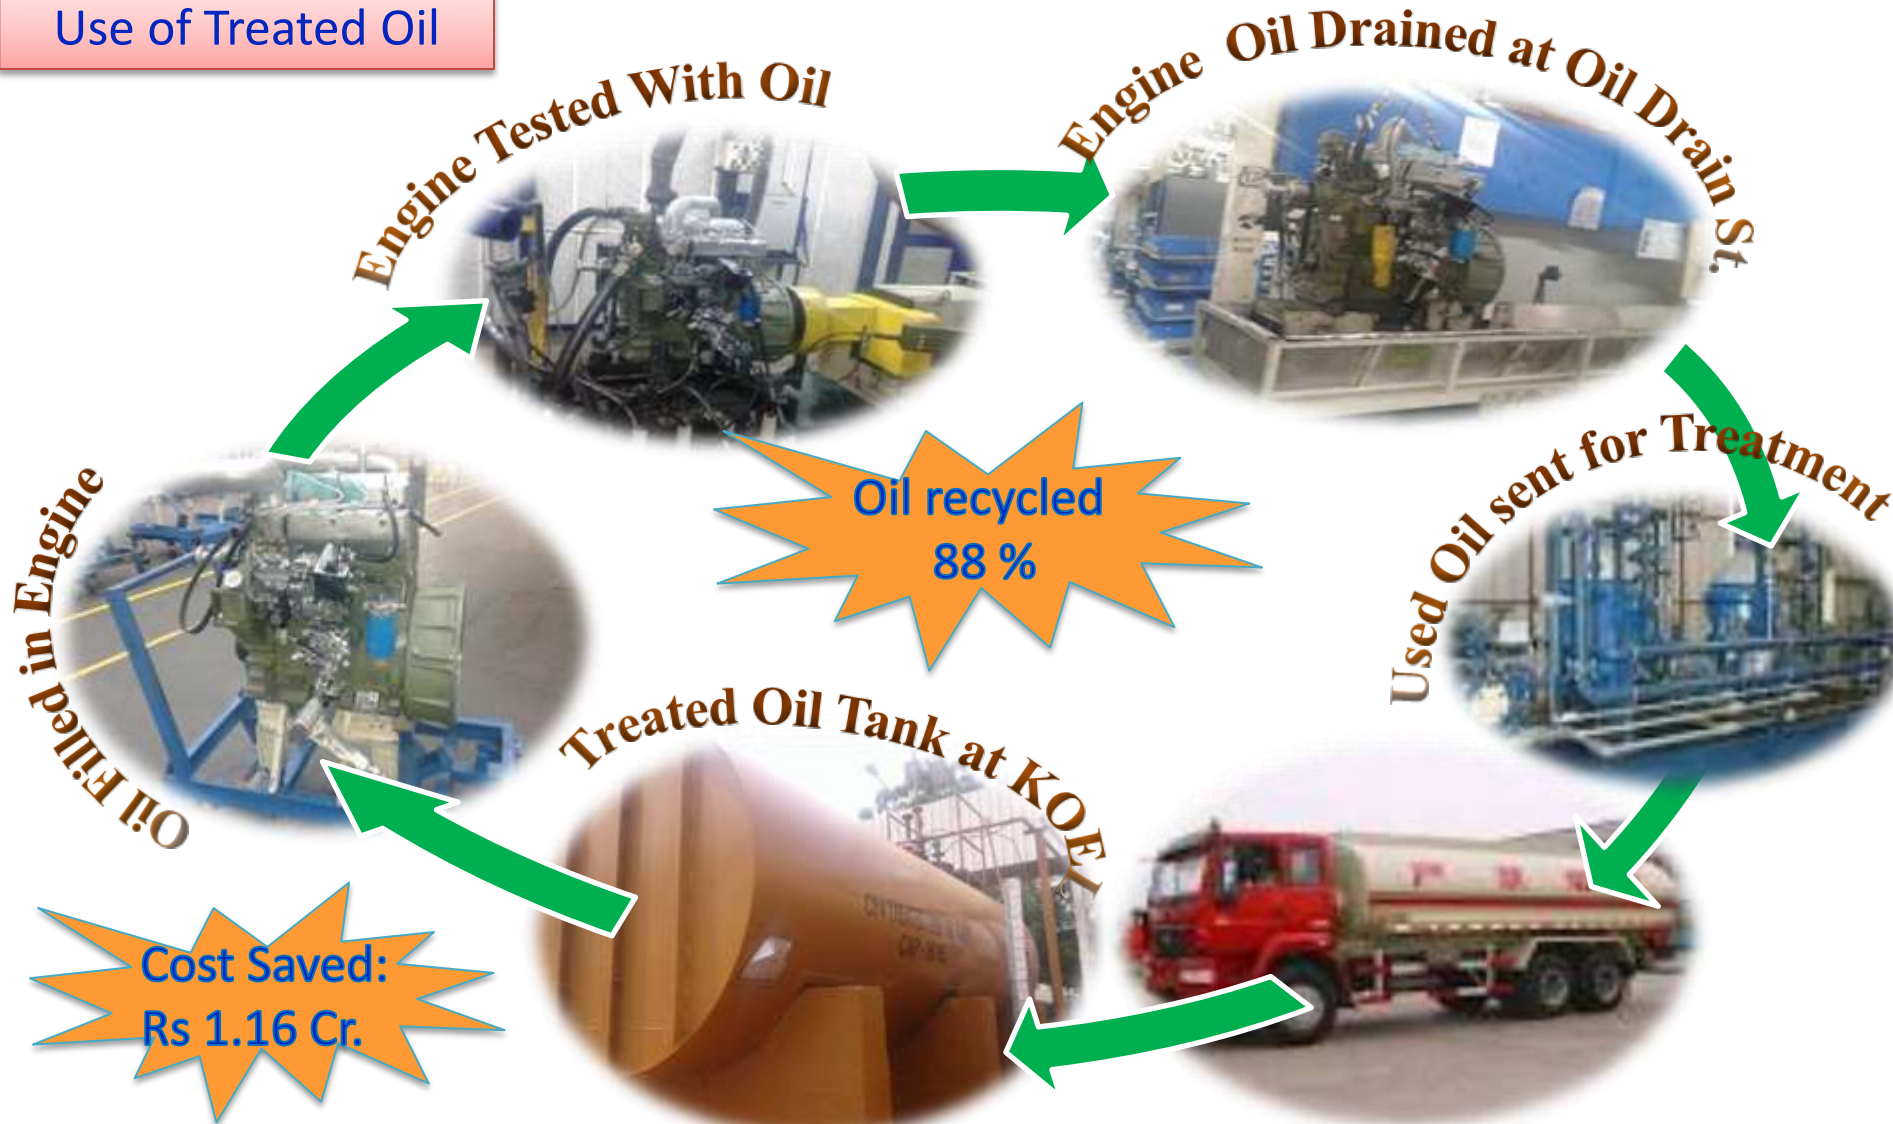 Use of Treated Oil
Engine Tested With Oil
Engine Oil Drained at Oil Drain St.
Used Oil sent for Treatment
Oil recycled
88 %
Oil Filled in Engine
Treated Oil Tank at KOEL
Cost Saved:
Rs 1.16 Cr.